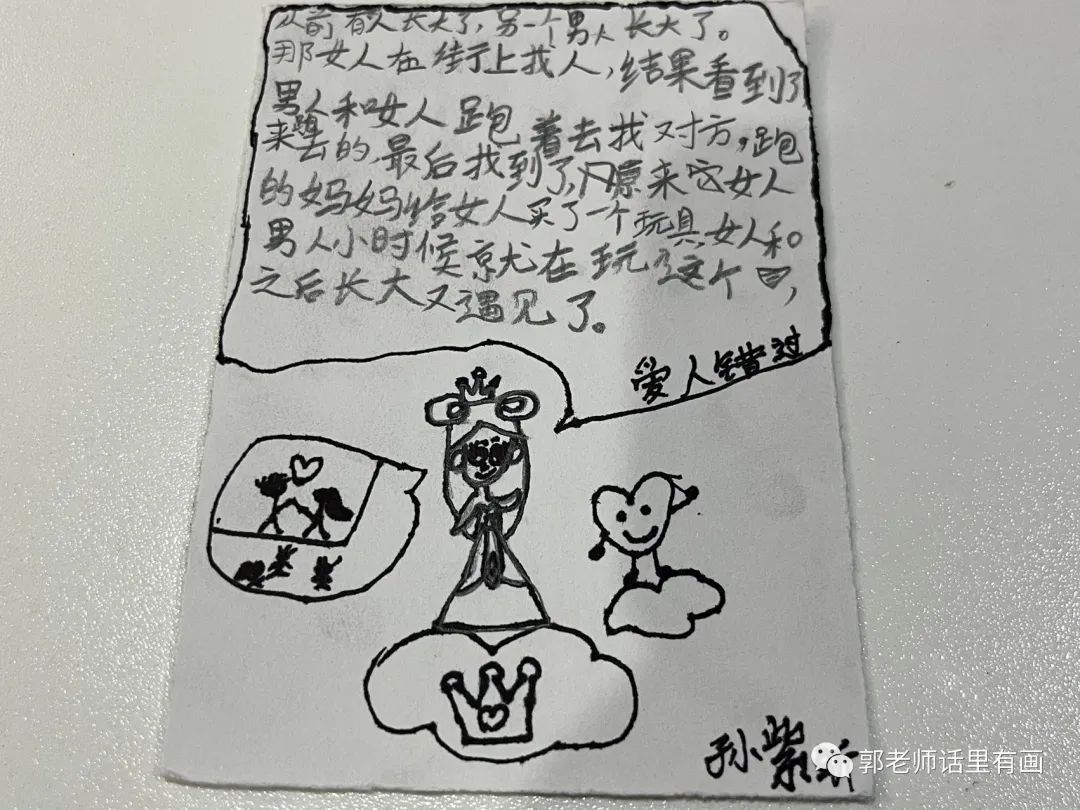 从前有人长大了,另一个男人长大了。
那女人在街上找人,结果看到了
男人和女人跑着去找对方,跑
来跑去的,最后找到了,原来女人
的妈妈给女人买了一个玩具,女人和
男人小时候就在玩这个
之后长大又遇见了。
爱人错过
孙紫
郭老师话里有画